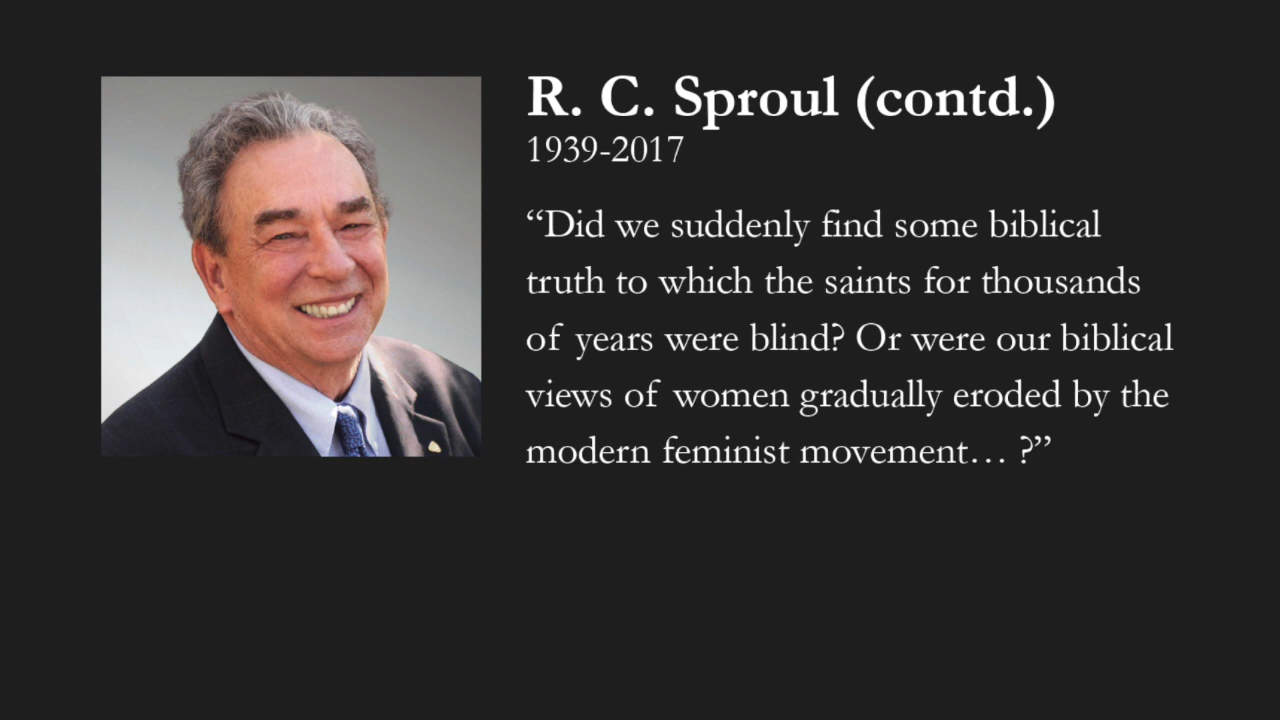 R. C. Sproul (contd.)
1939-2017
“Did we suddenly find some biblical
truth to which the saints for thousands
of years were blind? Or were our biblical
views of women gradually eroded by the
modern feminist movement… ?”